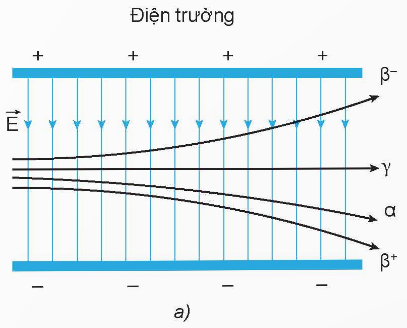 Điện trường
+ + + +
β⁻
E⃗
γ
α
β⁺
– – – –
a)